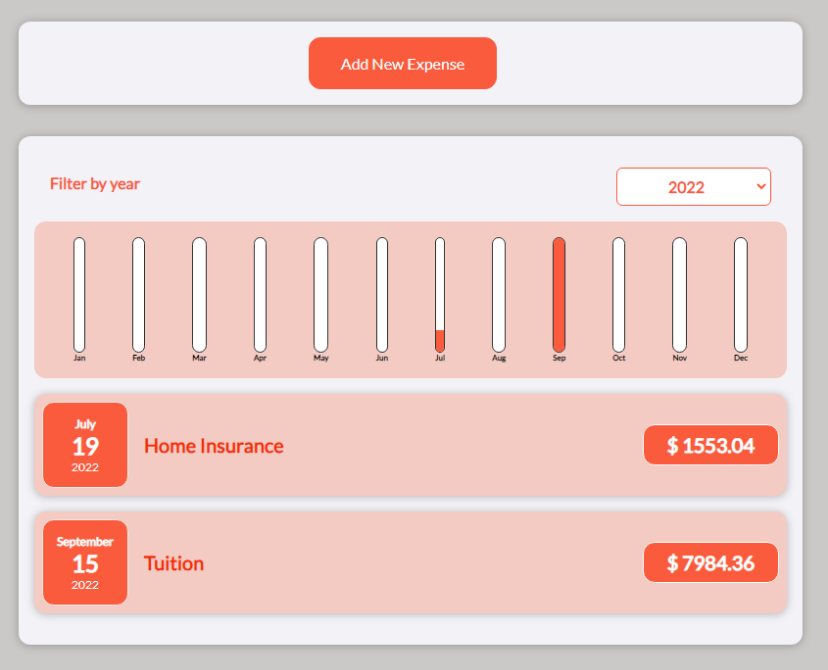 Add New Expense
Filter by year
2022
Jan Feb Mar Apr May Jun Jul Aug Sep Oct Nov Dec
July
19
2022
Home Insurance
$ 1553.04
September
15
2022
Tuition
$ 7984.36